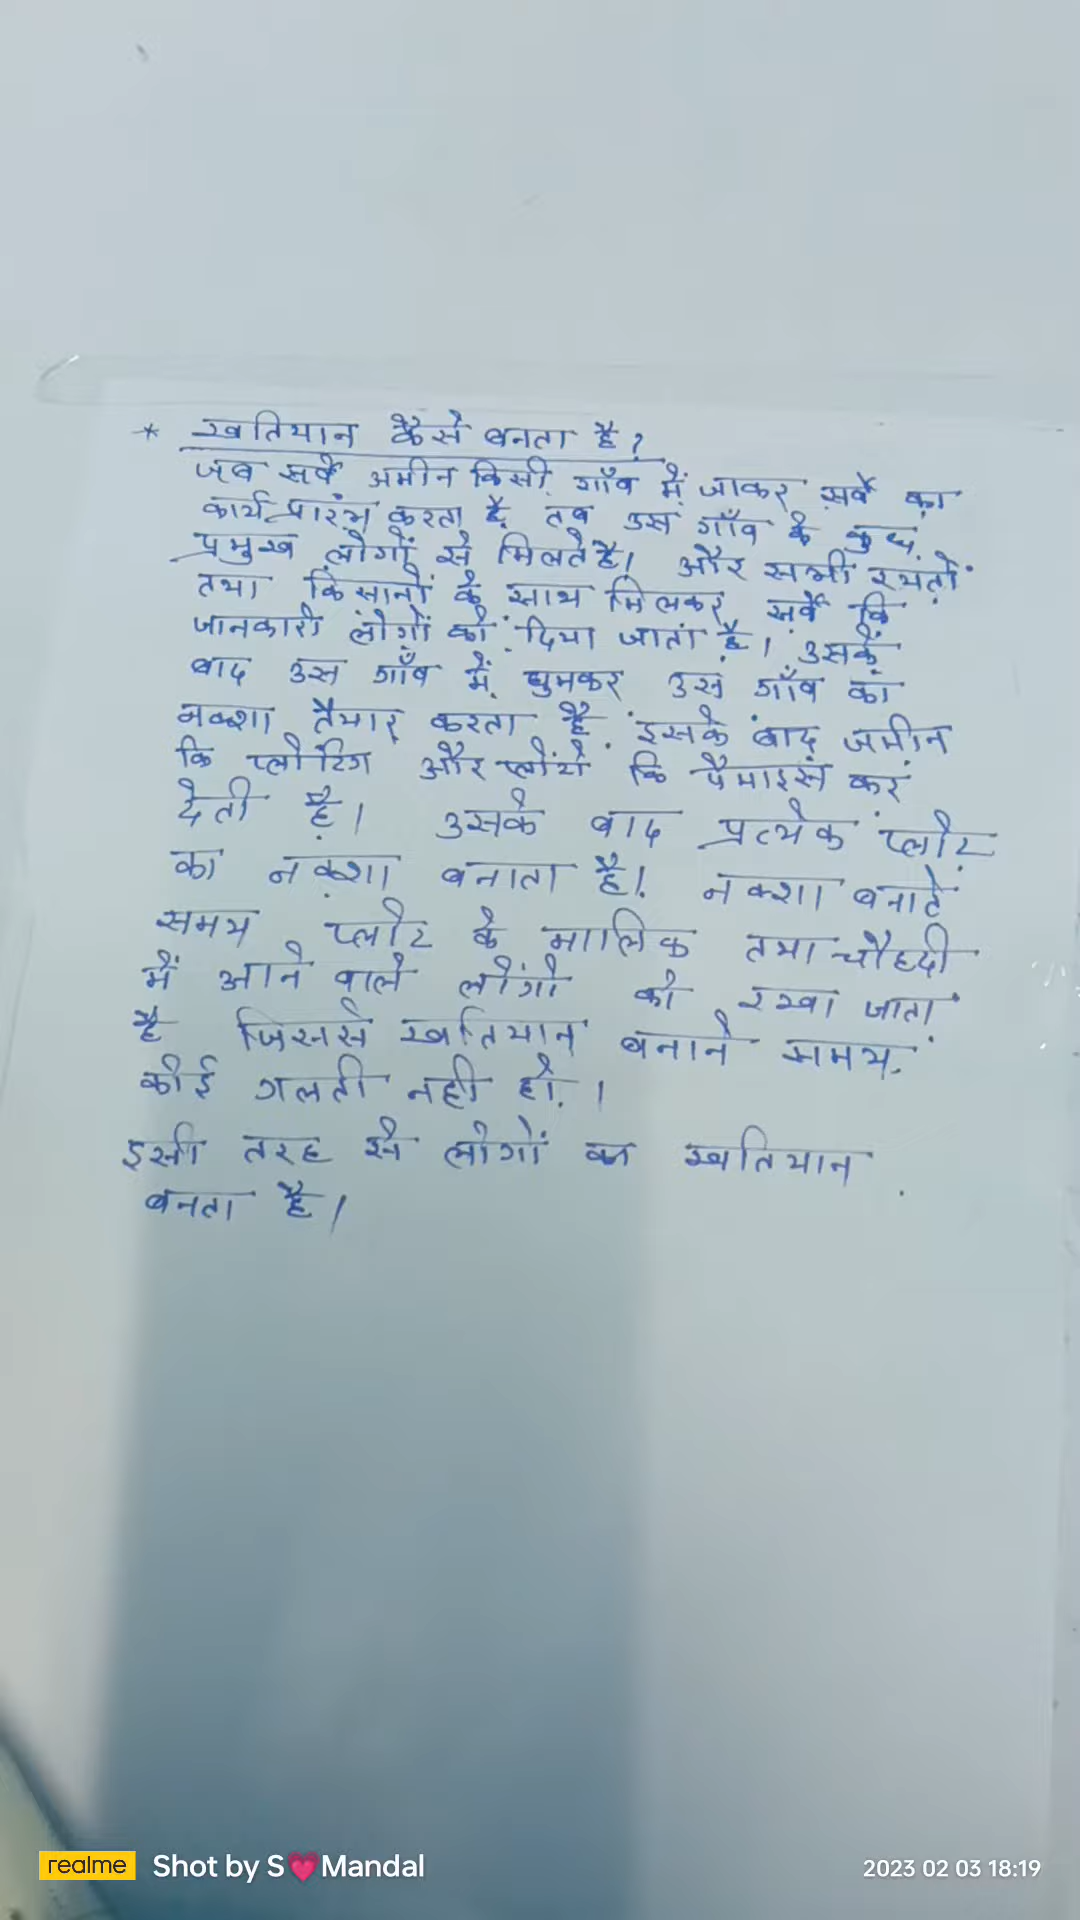 * खतियान कैसे बनता है?
जब सर्वे अमीन किसी गाँव में जाकर सर्वे का
कार्य प्रारंभ करता है तब उस गाँव के कुछ
प्रमुख लोगों से मिलते है। और सभी रयतों
तथा किसानों के साथ मिलकर सर्वे कि
जानकारी लोगों को दिया जाता है। उसके
बाद उस गाँव में घुमकर उस गाँव का
नक्शा तैयार करता है इसके बाद जमीन
कि प्लोटिंग और प्लोटो कि पैमाइस कर
देती है। उसके बाद प्रत्येक प्लोट
का नक्शा बनाता है। नक्शा बनाते
समय प्लोट के मालिक तथा चौहदी
में आने वाले लोंगो को रखा जाता
है जिससे खतियान बनाने समय
कोई गलती नही हो।
इसी तरह से लोगों का खतियान
बनता है।
realme Shot by S💗Mandal
2023 02 03 18:19